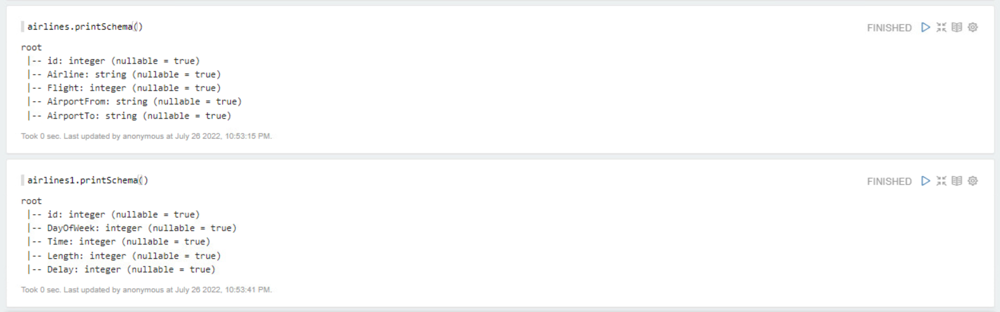 airlines.printSchema()
FINISHED
root
|-- id: integer (nullable = true)
|-- Airline: string (nullable = true)
|-- Flight: integer (nullable = true)
|-- AirportFrom: string (nullable = true)
|-- AirportTo: string (nullable = true)
Took 0 sec. Last updated by anonymous at July 26 2022, 10:53:15 PM.
airlines1.printSchema()
FINISHED
root
|-- id: integer (nullable = true)
|-- DayOfWeek: integer (nullable = true)
|-- Time: integer (nullable = true)
|-- Length: integer (nullable = true)
|-- Delay: integer (nullable = true)
Took 0 sec. Last updated by anonymous at July 26 2022, 10:53:41 PM.